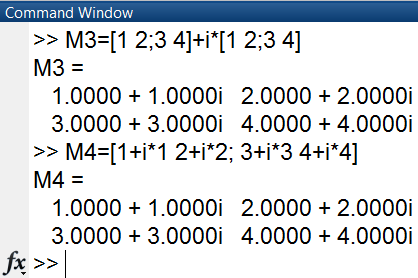 Command Window
>> M3=[1 2;3 4]+i*[1 2;3 4]
M3 =
1.0000 + 1.0000i 2.0000 + 2.0000i
3.0000 + 3.0000i 4.0000 + 4.0000i
>> M4=[1+i*1 2+i*2; 3+i*3 4+i*4]
M4 =
1.0000 + 1.0000i 2.0000 + 2.0000i
3.0000 + 3.0000i 4.0000 + 4.0000i
fx >>